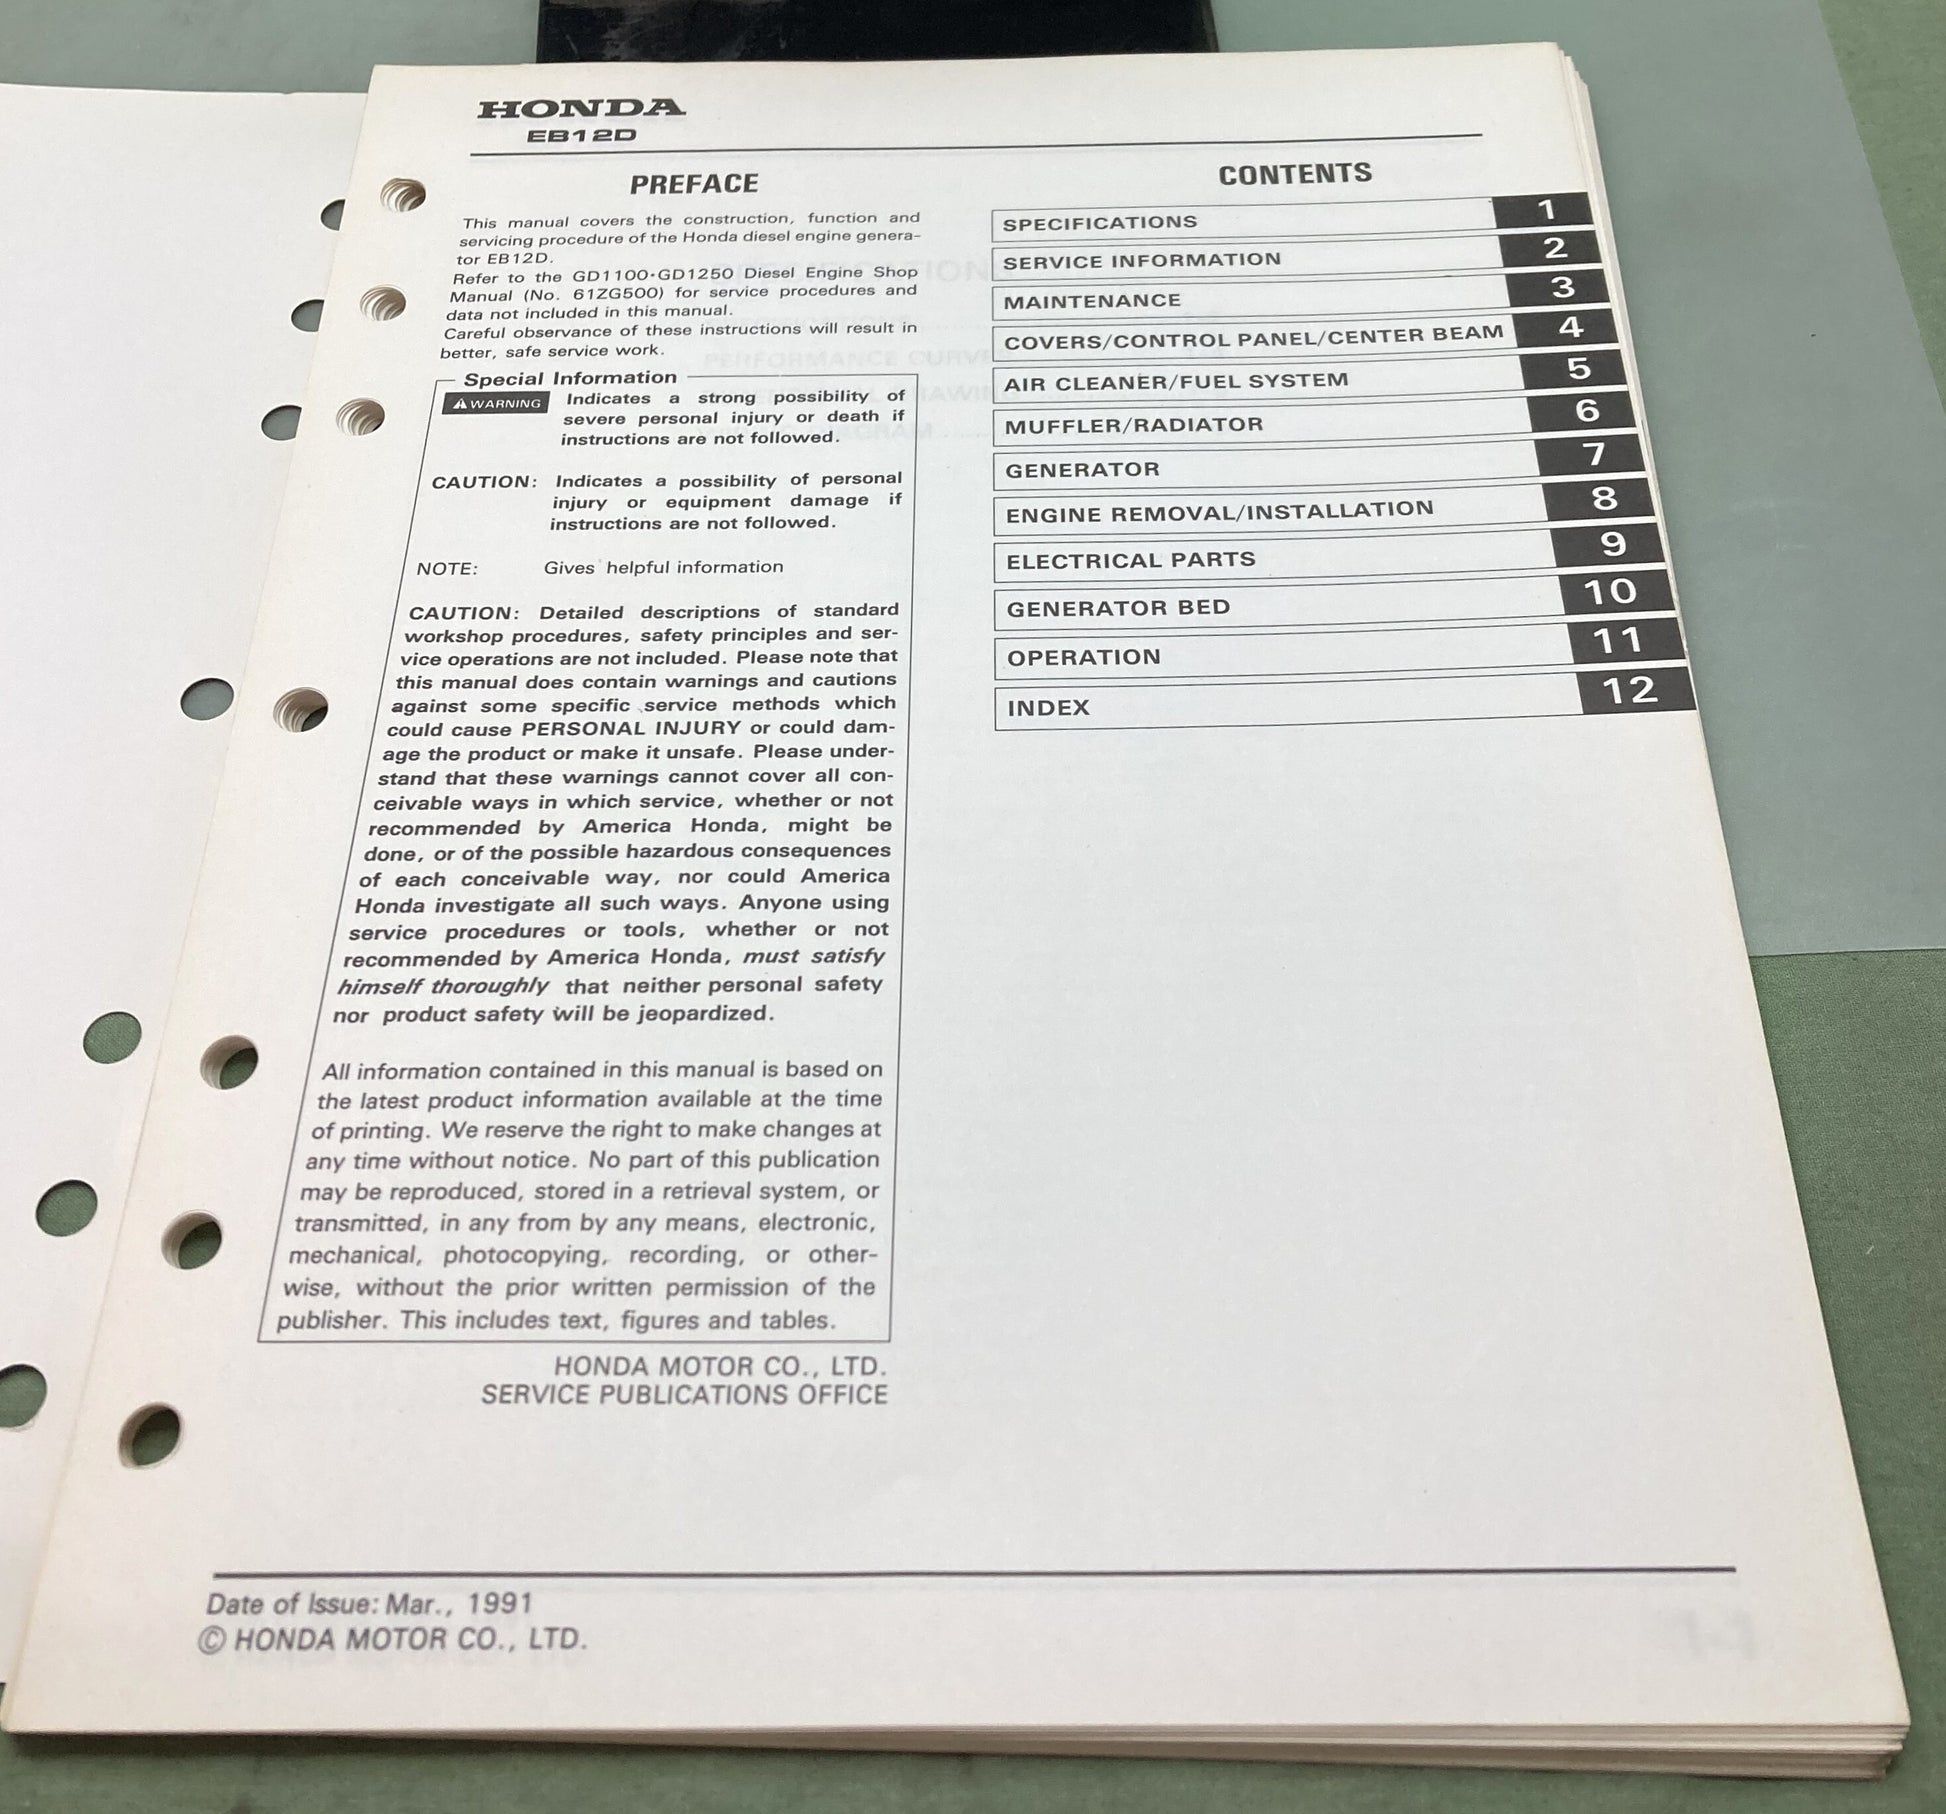 HONDA
EB12D
PREFACE
This manual covers the construction, function and
servicing procedure of the Honda diesel engine genera-
tor EB12D.
Refer to the GD1100·GD1250 Diesel Engine Shop
Manual (No. 61ZG500) for service procedures and
data not included in this manual.
Careful observance of these instructions will result in
better, safe service work.
Special Information
⚠WARNING Indicates a strong possibility of
severe personal injury or death if
instructions are not followed.
CAUTION: Indicates a possibility of personal
injury or equipment damage if
instructions are not followed.
NOTE: Gives helpful information
CAUTION: Detailed descriptions of standard
workshop procedures, safety principles and ser-
vice operations are not included. Please note that
this manual does contain warnings and cautions
against some specific service methods which
could cause PERSONAL INJURY or could dam-
age the product or make it unsafe. Please under-
stand that these warnings cannot cover all con-
ceivable ways in which service, whether or not
recommended by America Honda, might be
done, or of the possible hazardous consequences
of each conceivable way, nor could America
Honda investigate all such ways. Anyone using
service procedures or tools, whether or not
recommended by America Honda, must satisfy
himself thoroughly that neither personal safety
nor product safety will be jeopardized.
All information contained in this manual is based on
the latest product information available at the time
of printing. We reserve the right to make changes at
any time without notice. No part of this publication
may be reproduced, stored in a retrieval system, or
transmitted, in any from by any means, electronic,
mechanical, photocopying, recording, or other-
wise, without the prior written permission of the
publisher. This includes text, figures and tables.
HONDA MOTOR CO., LTD.
SERVICE PUBLICATIONS OFFICE
CONTENTS
SPECIFICATIONS 1
SERVICE INFORMATION 2
MAINTENANCE 3
COVERS/CONTROL PANEL/CENTER BEAM 4
AIR CLEANER/FUEL SYSTEM 5
MUFFLER/RADIATOR 6
GENERATOR 7
ENGINE REMOVAL/INSTALLATION 8
ELECTRICAL PARTS 9
GENERATOR BED 10
OPERATION 11
INDEX 12
Date of Issue: Mar., 1991
© HONDA MOTOR CO., LTD.